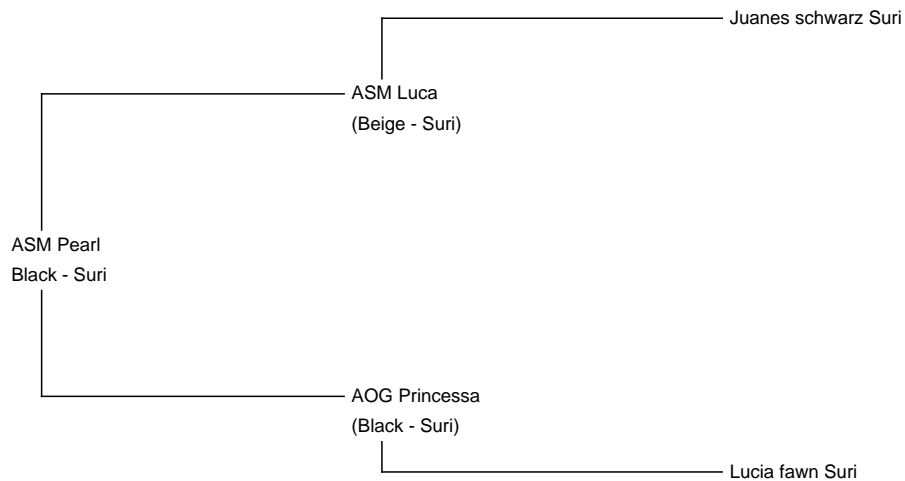 Juanes schwarz Suri
ASM Luca
(Beige - Suri)
ASM Pearl
Black - Suri
AOG Princessa
(Black - Suri)
Lucia fawn Suri